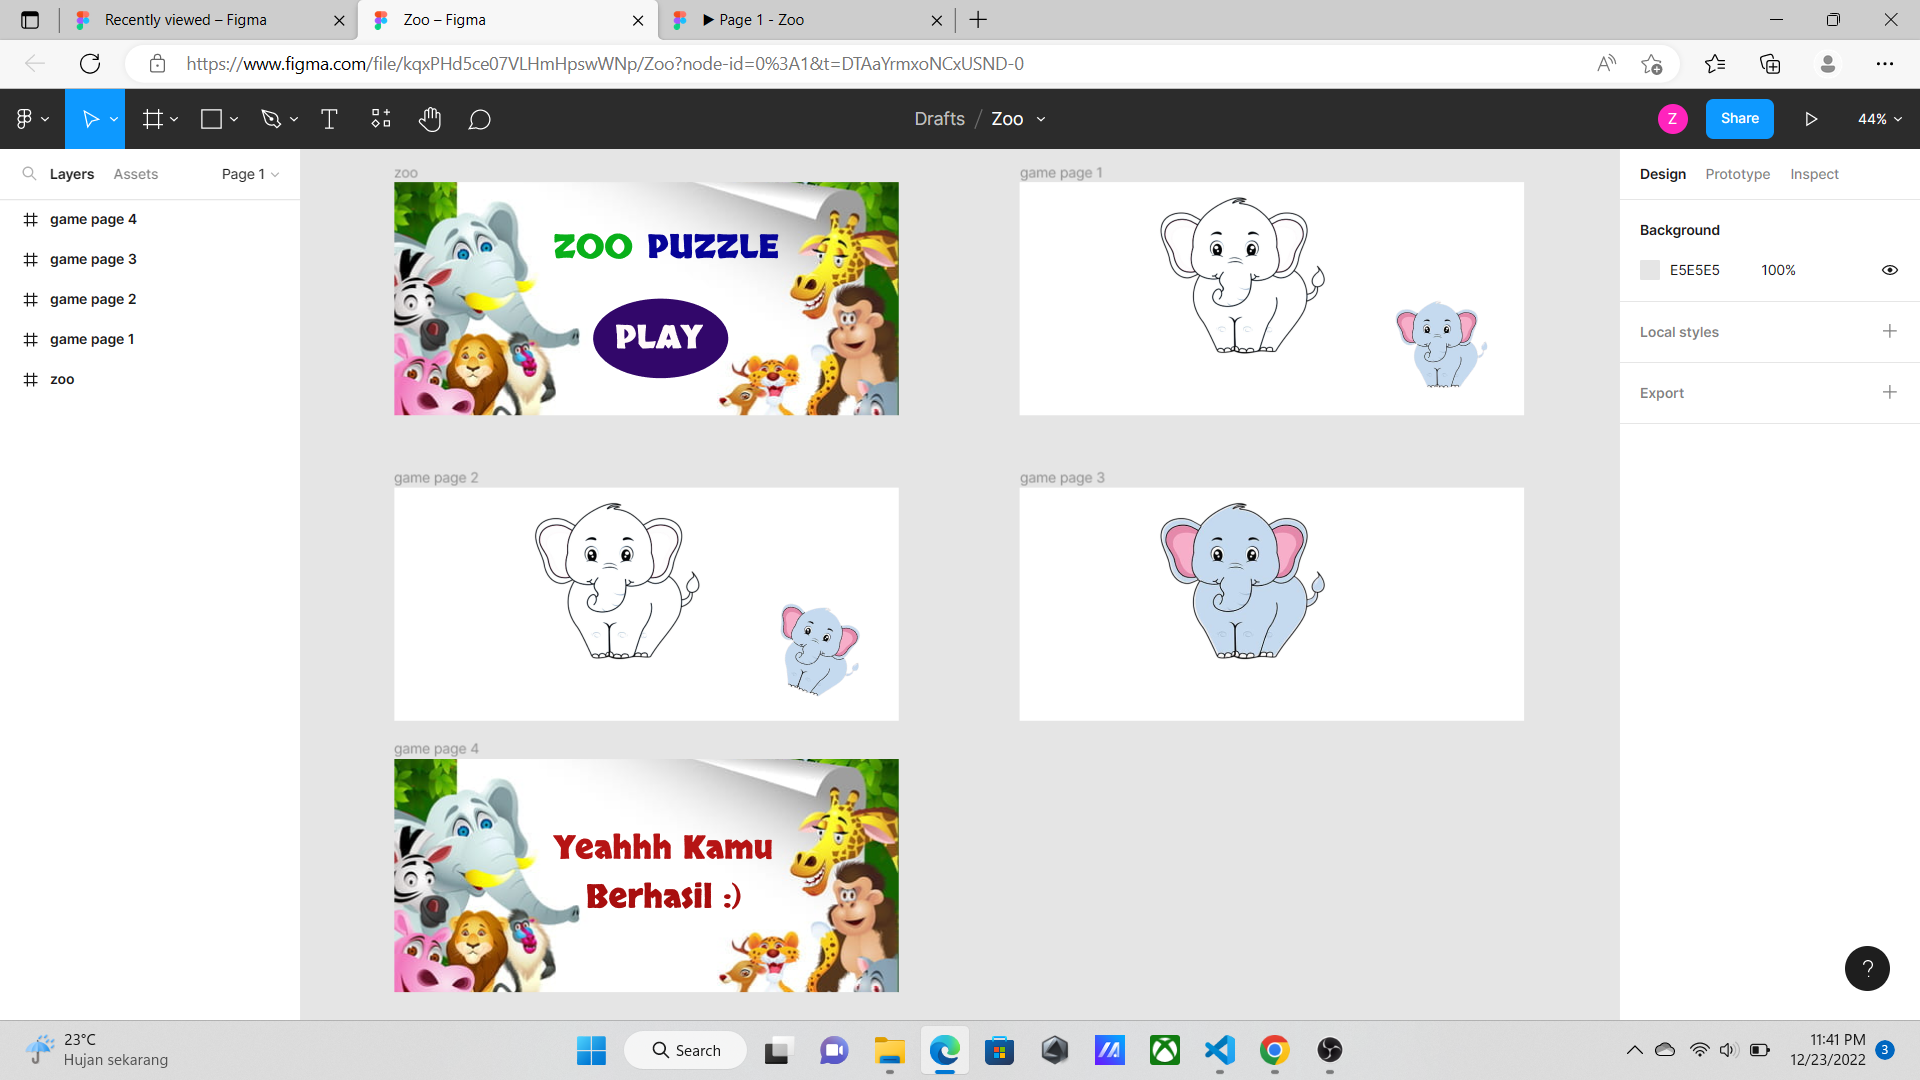 Recently viewed – Figma
Zoo – Figma
▶ Page 1 - Zoo
https://www.figma.com/file/kqxPHd5ce07VLHmHpswWNp/Zoo?node-id=0%3A1&t=DTAaYrmxoNCxUSND-0
Drafts / Zoo
Z
Share
44%
Layers
Assets
Page 1
game page 4
game page 3
game page 2
game page 1
zoo
zoo
ZOO PUZZLE
PLAY
game page 1
game page 2
game page 3
game page 4
Yeahhh Kamu
Berhasil :)
Design
Prototype
Inspect
Background
E5E5E5
100%
Local styles
Export
?
23°C
Hujan sekarang
Search
11:41 PM
12/23/2022
3